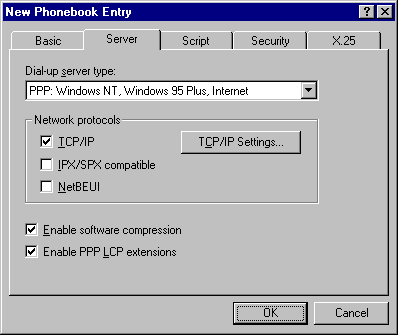 New Phonebook Entry
Basic Server Script Security X.25
Dial-up server type:
PPP: Windows NT, Windows 95 Plus, Internet
Network protocols
TCP/IP TCP/IP Settings...
IPX/SPX compatible
NetBEUI
Enable software compression
Enable PPP LCP extensions
OK Cancel